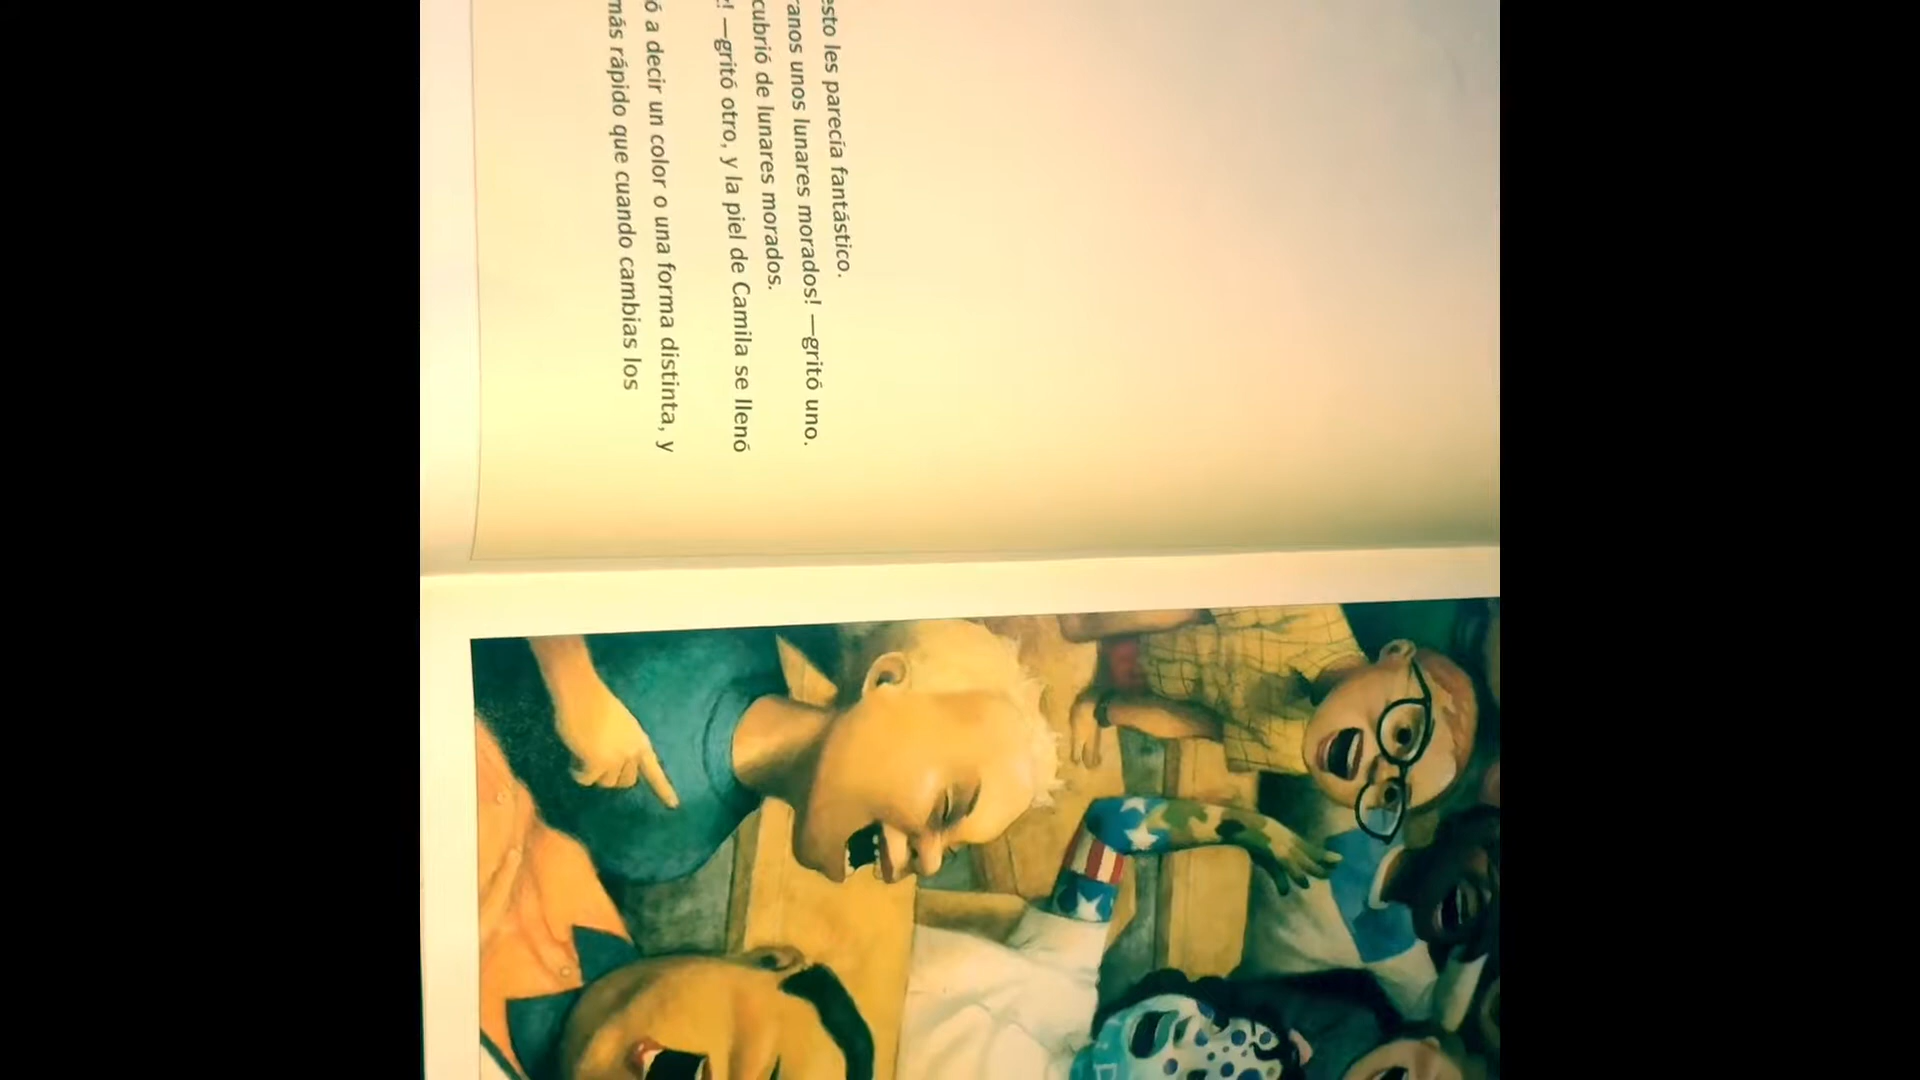 esto les parecía fantástico.
ranos unos lunares morados! —gritó uno.
cubrió de lunares morados.
! —gritó otro, y la piel de Camila se llenó
ó a decir un color o una forma distinta, y
más rápido que cuando cambias los